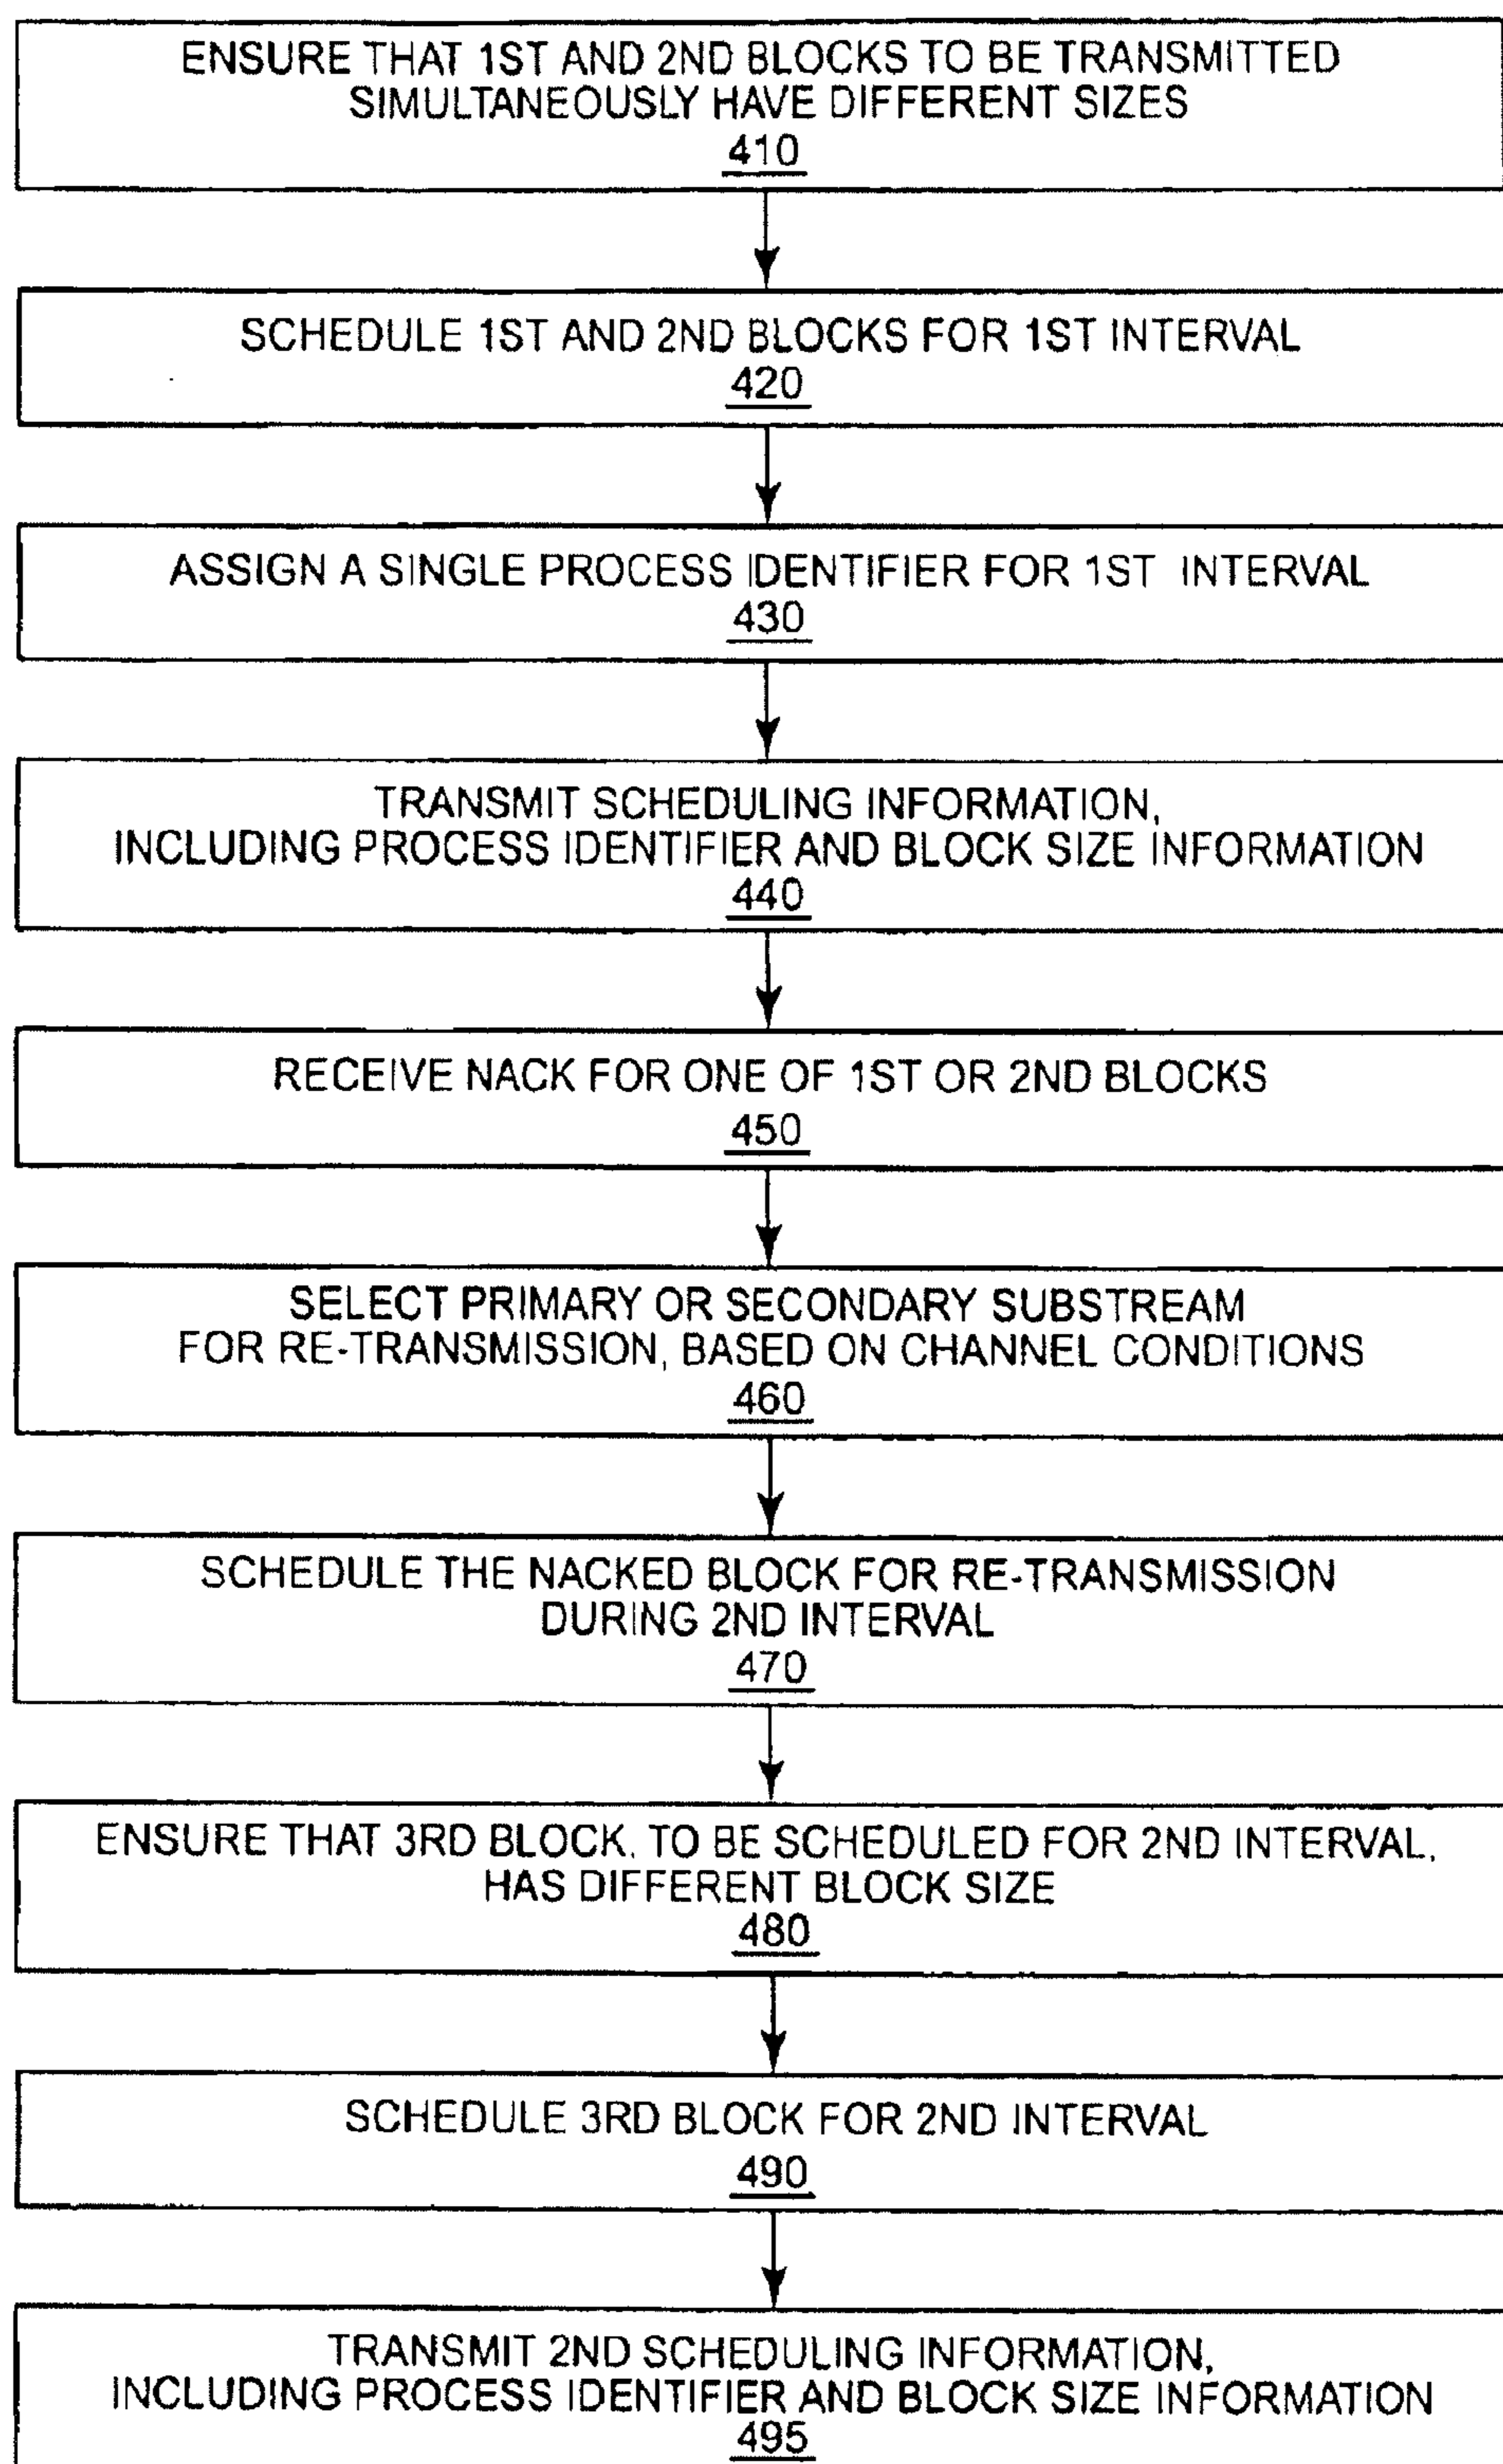 ENSURE THAT 1ST AND 2ND BLOCKS TO BE TRANSMITTED
SIMULTANEOUSLY HAVE DIFFERENT SIZES
410
SCHEDULE 1ST AND 2ND BLOCKS FOR 1ST INTERVAL
420
ASSIGN A SINGLE PROCESS IDENTIFIER FOR 1ST INTERVAL
430
TRANSMIT SCHEDULING INFORMATION,
INCLUDING PROCESS IDENTIFIER AND BLOCK SIZE INFORMATION
440
RECEIVE NACK FOR ONE OF 1ST OR 2ND BLOCKS
450
SELECT PRIMARY OR SECONDARY SUBSTREAM
FOR RE-TRANSMISSION, BASED ON CHANNEL CONDITIONS
460
SCHEDULE THE NACKED BLOCK FOR RE-TRANSMISSION
DURING 2ND INTERVAL
470
ENSURE THAT 3RD BLOCK, TO BE SCHEDULED FOR 2ND INTERVAL,
HAS DIFFERENT BLOCK SIZE
480
SCHEDULE 3RD BLOCK FOR 2ND INTERVAL
490
TRANSMIT 2ND SCHEDULING INFORMATION,
INCLUDING PROCESS IDENTIFIER AND BLOCK SIZE INFORMATION
495